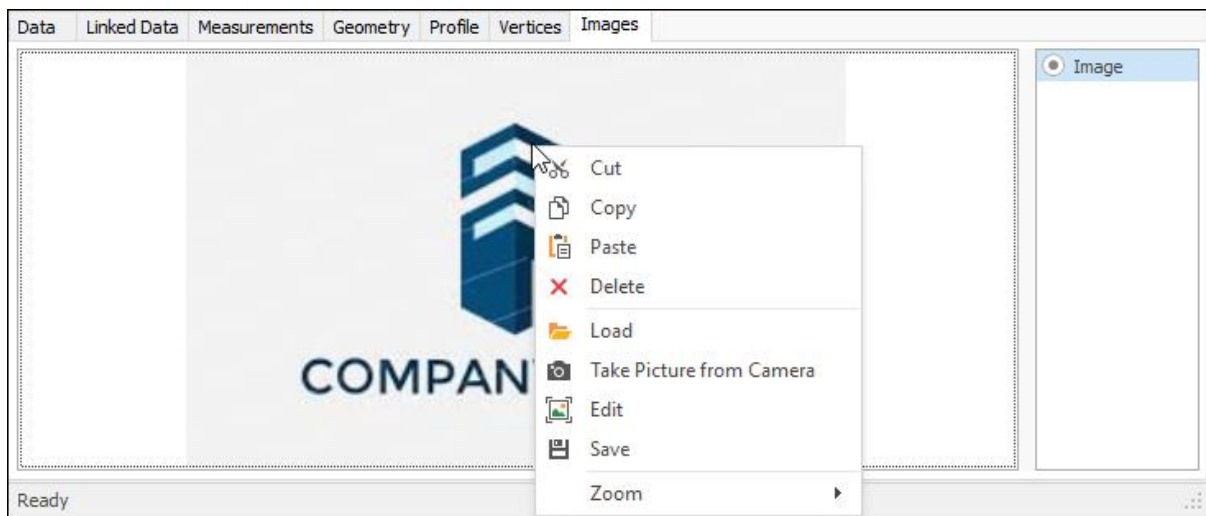 Data Linked Data Measurements Geometry Profile Vertices Images
Image
Cut
Copy
Paste
Delete
Load
Take Picture from Camera
Edit
Save
Zoom
COMPAN
Ready